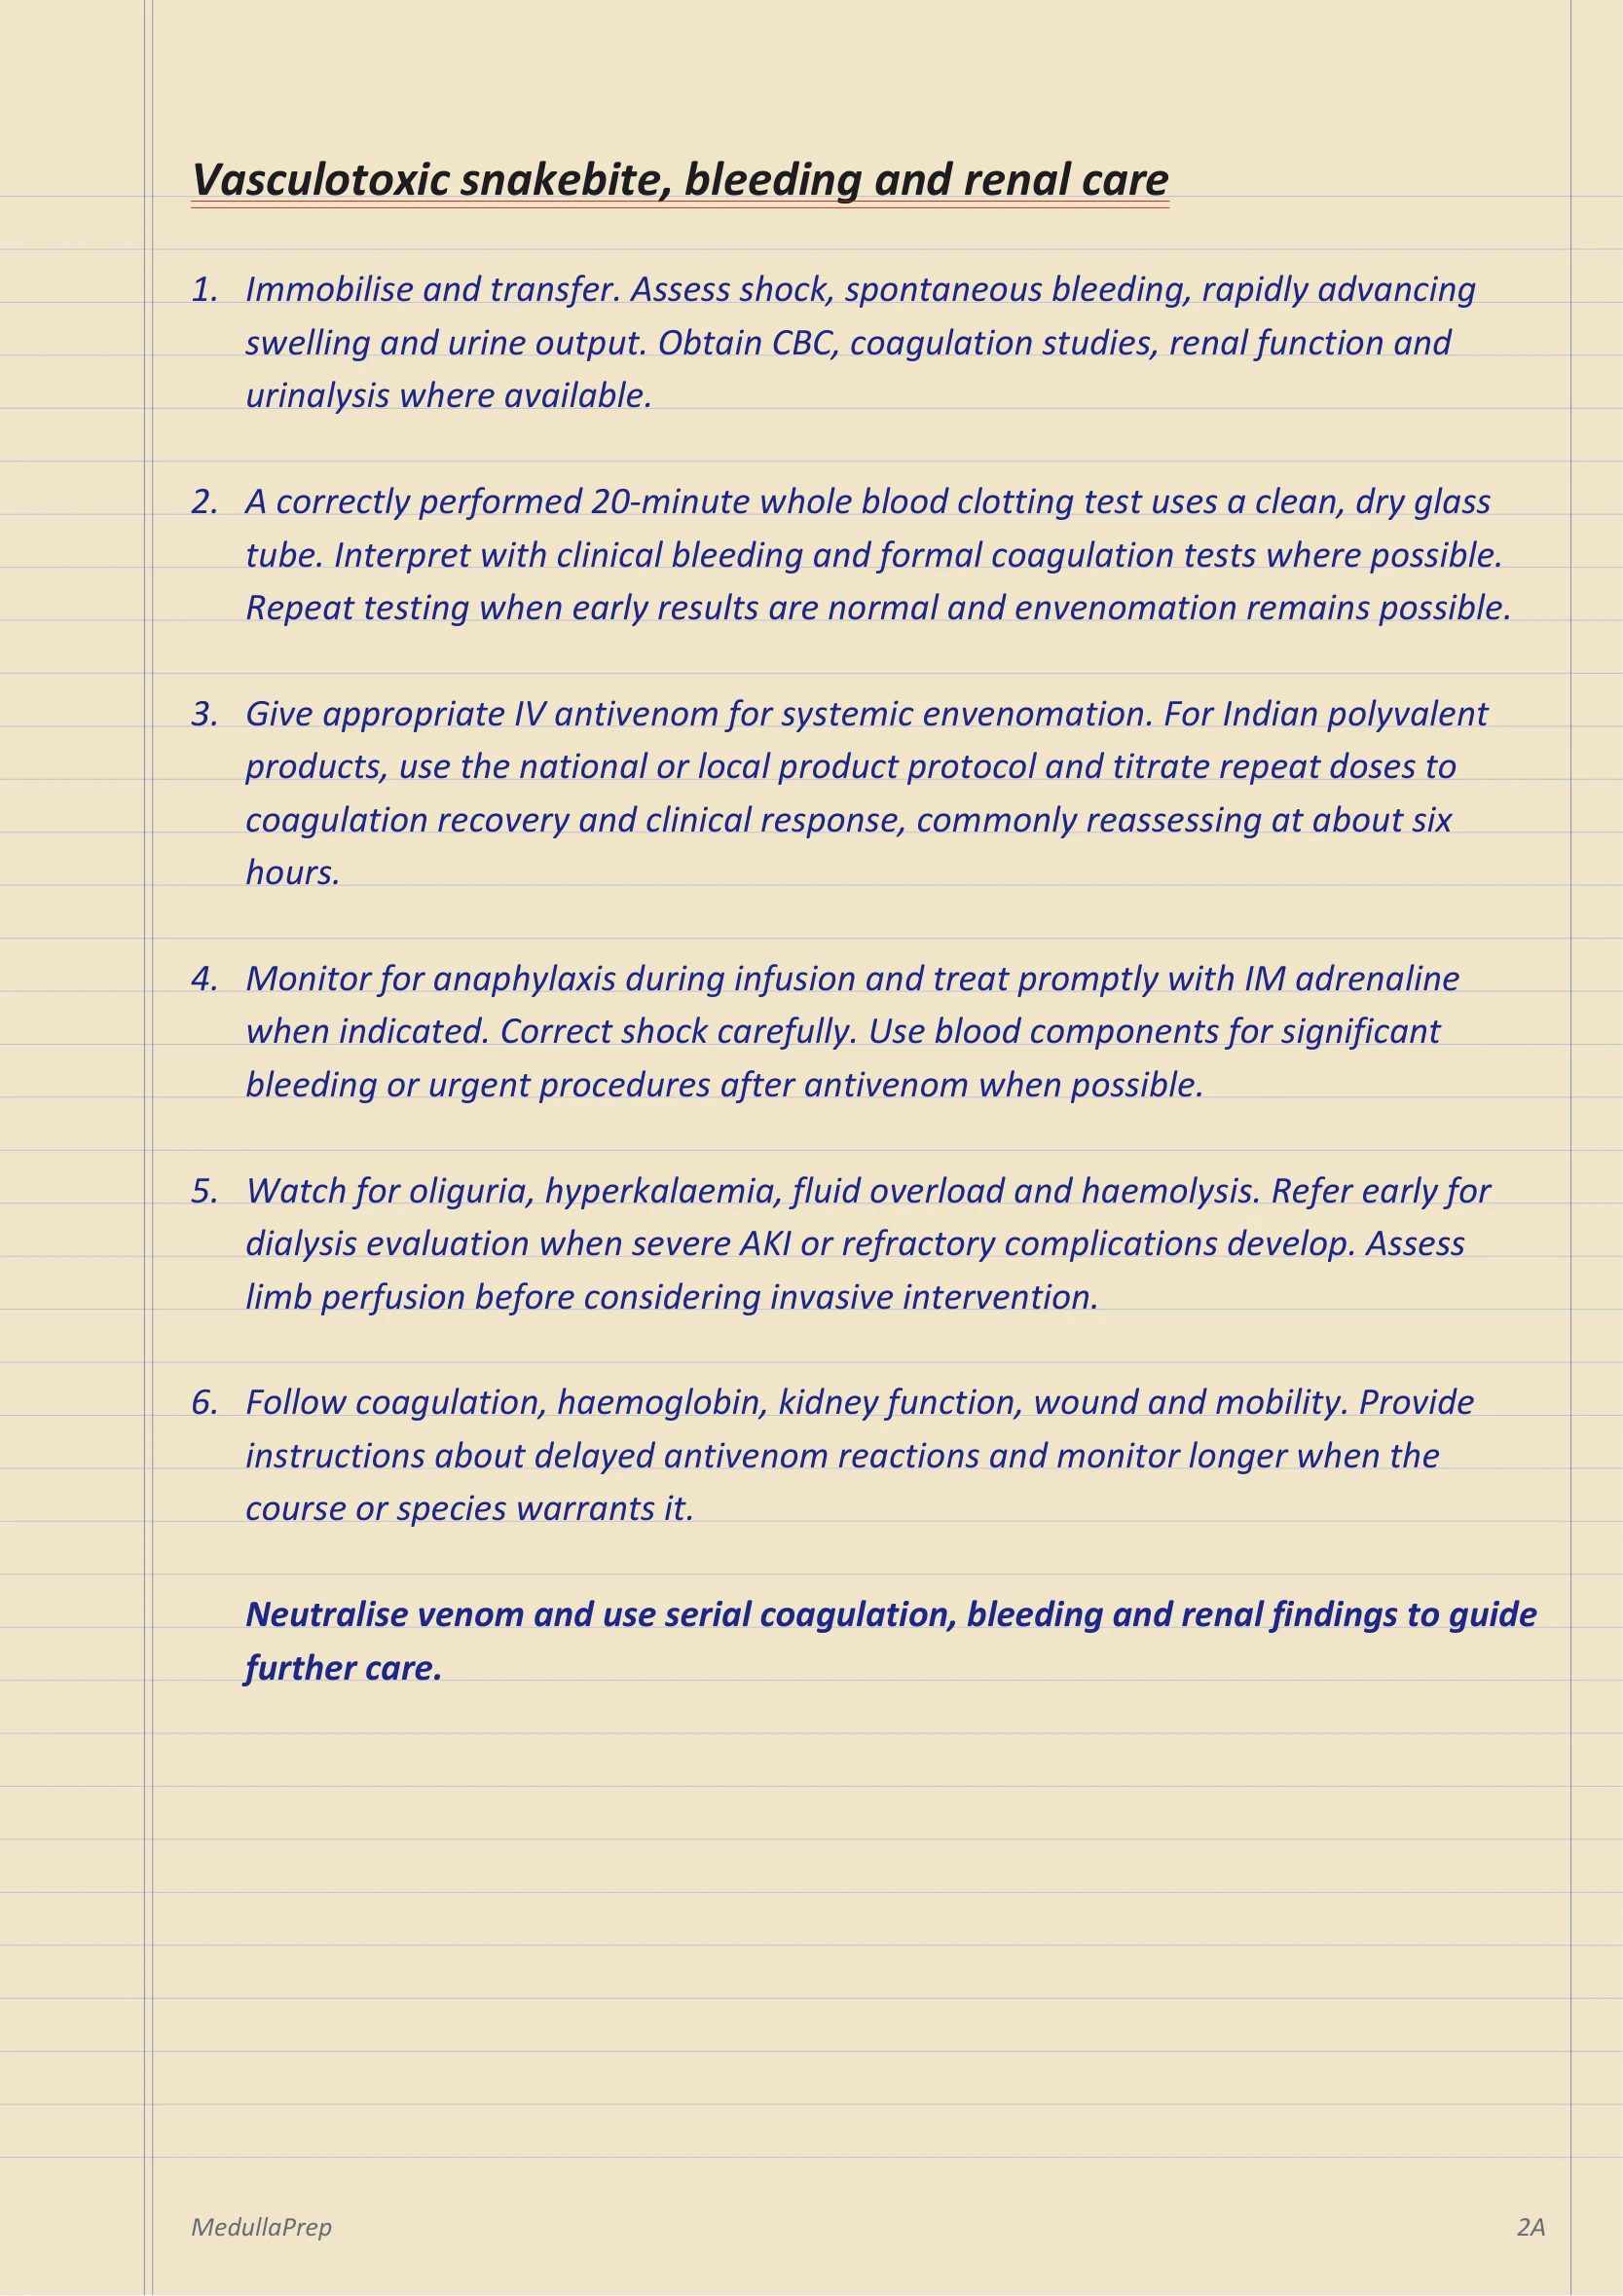 Vasculotoxic snakebite, bleeding and renal care
1. Immobilise and transfer. Assess shock, spontaneous bleeding, rapidly advancing
swelling and urine output. Obtain CBC, coagulation studies, renal function and
urinalysis where available.
2. A correctly performed 20-minute whole blood clotting test uses a clean, dry glass
tube. Interpret with clinical bleeding and formal coagulation tests where possible.
Repeat testing when early results are normal and envenomation remains possible.
3. Give appropriate IV antivenom for systemic envenomation. For Indian polyvalent
products, use the national or local product protocol and titrate repeat doses to
coagulation recovery and clinical response, commonly reassessing at about six
hours.
4. Monitor for anaphylaxis during infusion and treat promptly with IM adrenaline
when indicated. Correct shock carefully. Use blood components for significant
bleeding or urgent procedures after antivenom when possible.
5. Watch for oliguria, hyperkalaemia, fluid overload and haemolysis. Refer early for
dialysis evaluation when severe AKI or refractory complications develop. Assess
limb perfusion before considering invasive intervention.
6. Follow coagulation, haemoglobin, kidney function, wound and mobility. Provide
instructions about delayed antivenom reactions and monitor longer when the
course or species warrants it.
Neutralise venom and use serial coagulation, bleeding and renal findings to guide
further care.
MedullaPrep
2A